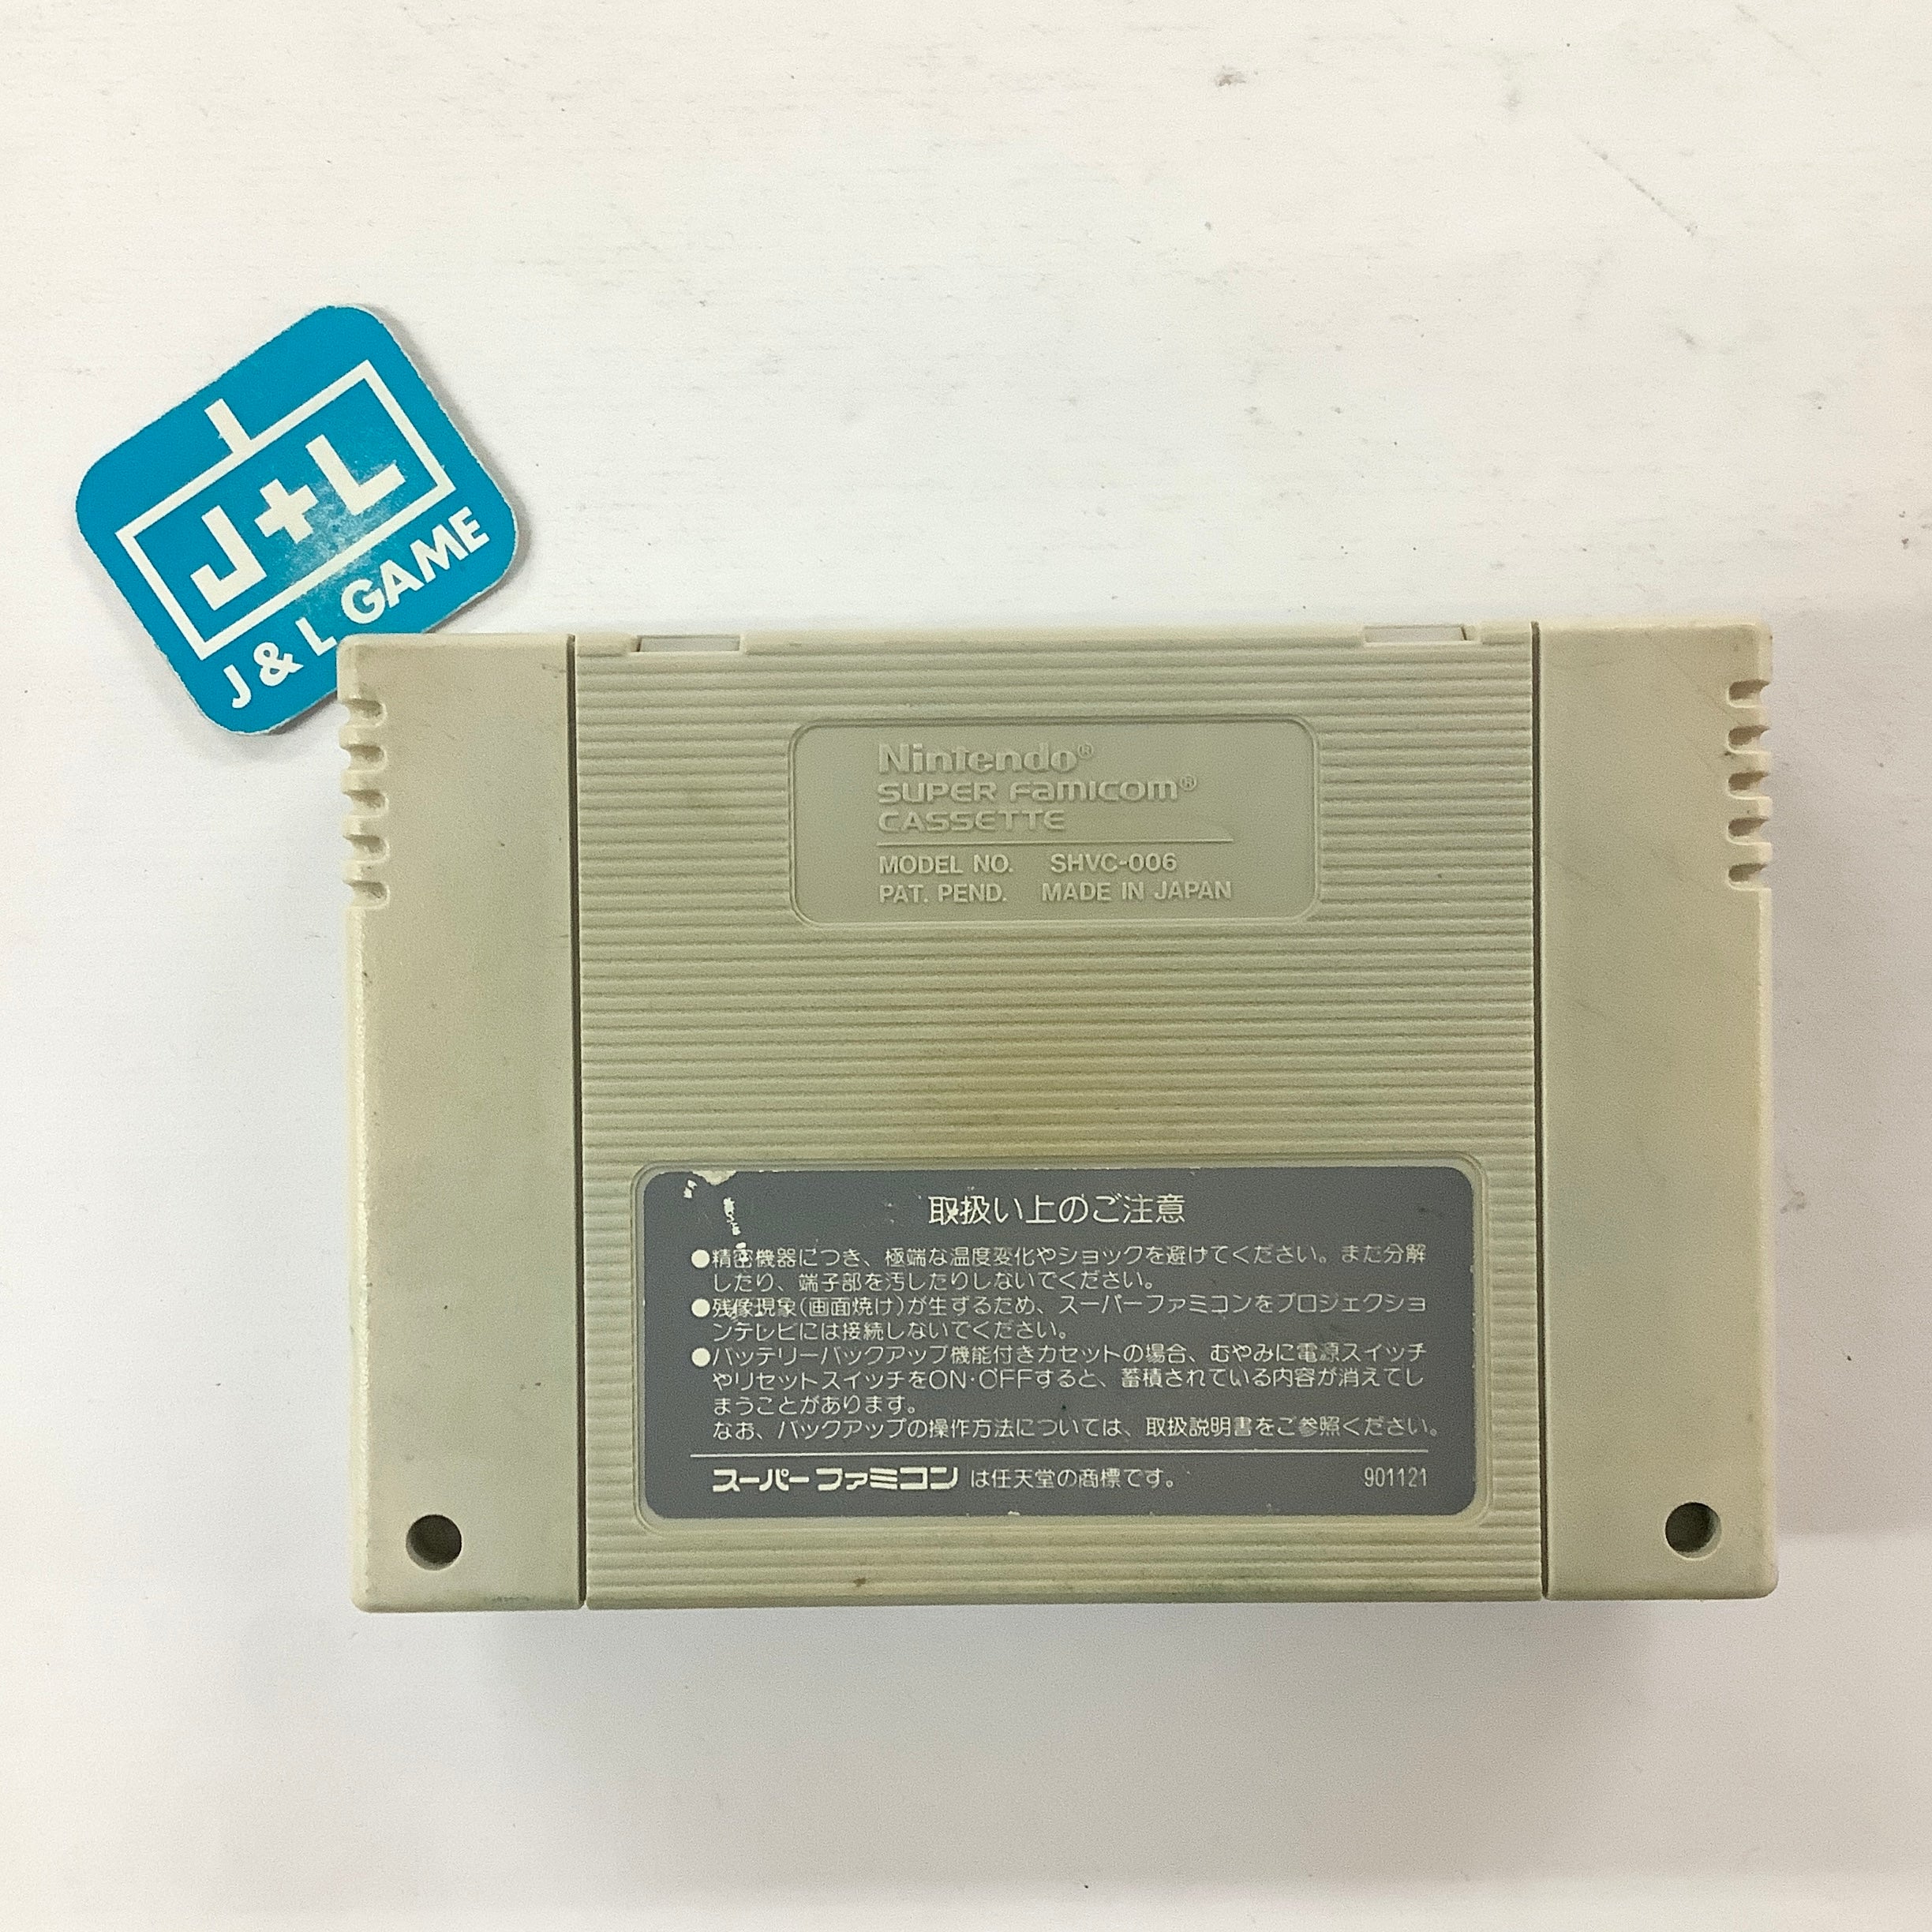 J+L
J & L GAME
Nintendo®
SUPER FAMICOM®
CASSETTE
MODEL NO. SHVC-006
PAT. PEND. MADE IN JAPAN
取扱い上のご注意
●精密機器につき、極端な温度変化やショックを避けてください。また分解
したり、端子部を汚したりしないでください。
●残像現象(画面焼け)が生ずるため、スーパーファミコンをプロジェクショ
ンテレビには接続しないでください。
●バッテリーバックアップ機能付きカセットの場合、むやみに電源スイッチ
やリセットスイッチをON・OFFすると、蓄積されている内容が消えてし
まうことがあります。
なお、バックアップの操作方法については、取扱説明書をご参照ください。
スーパーファミコン は任天堂の商標です。 901121